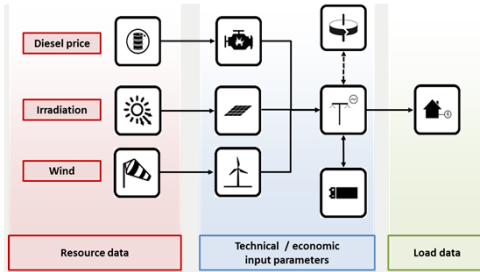 Diesel price
Irradiation
Wind
Resource data
Technical / economic
input parameters
Load data